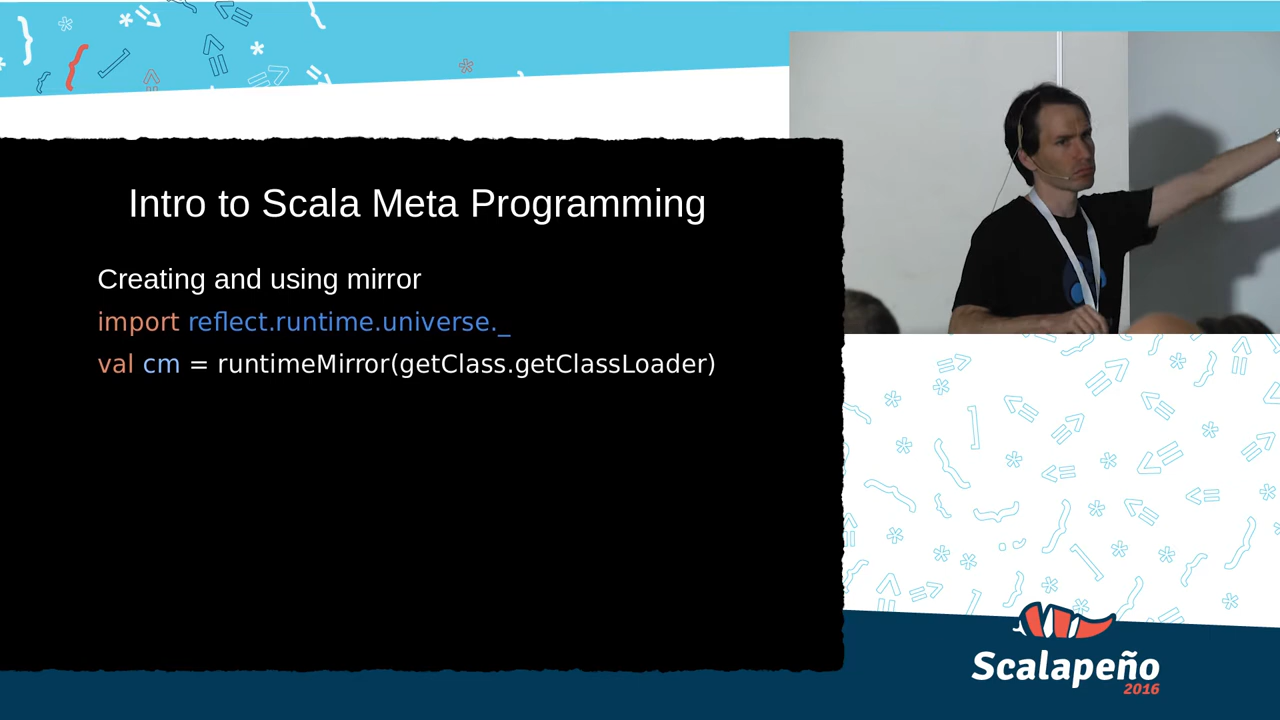 Intro to Scala Meta Programming
Creating and using mirror
import reflect.runtime.universe._
val cm = runtimeMirror(getClass.getClassLoader)
Scalapeño
2016